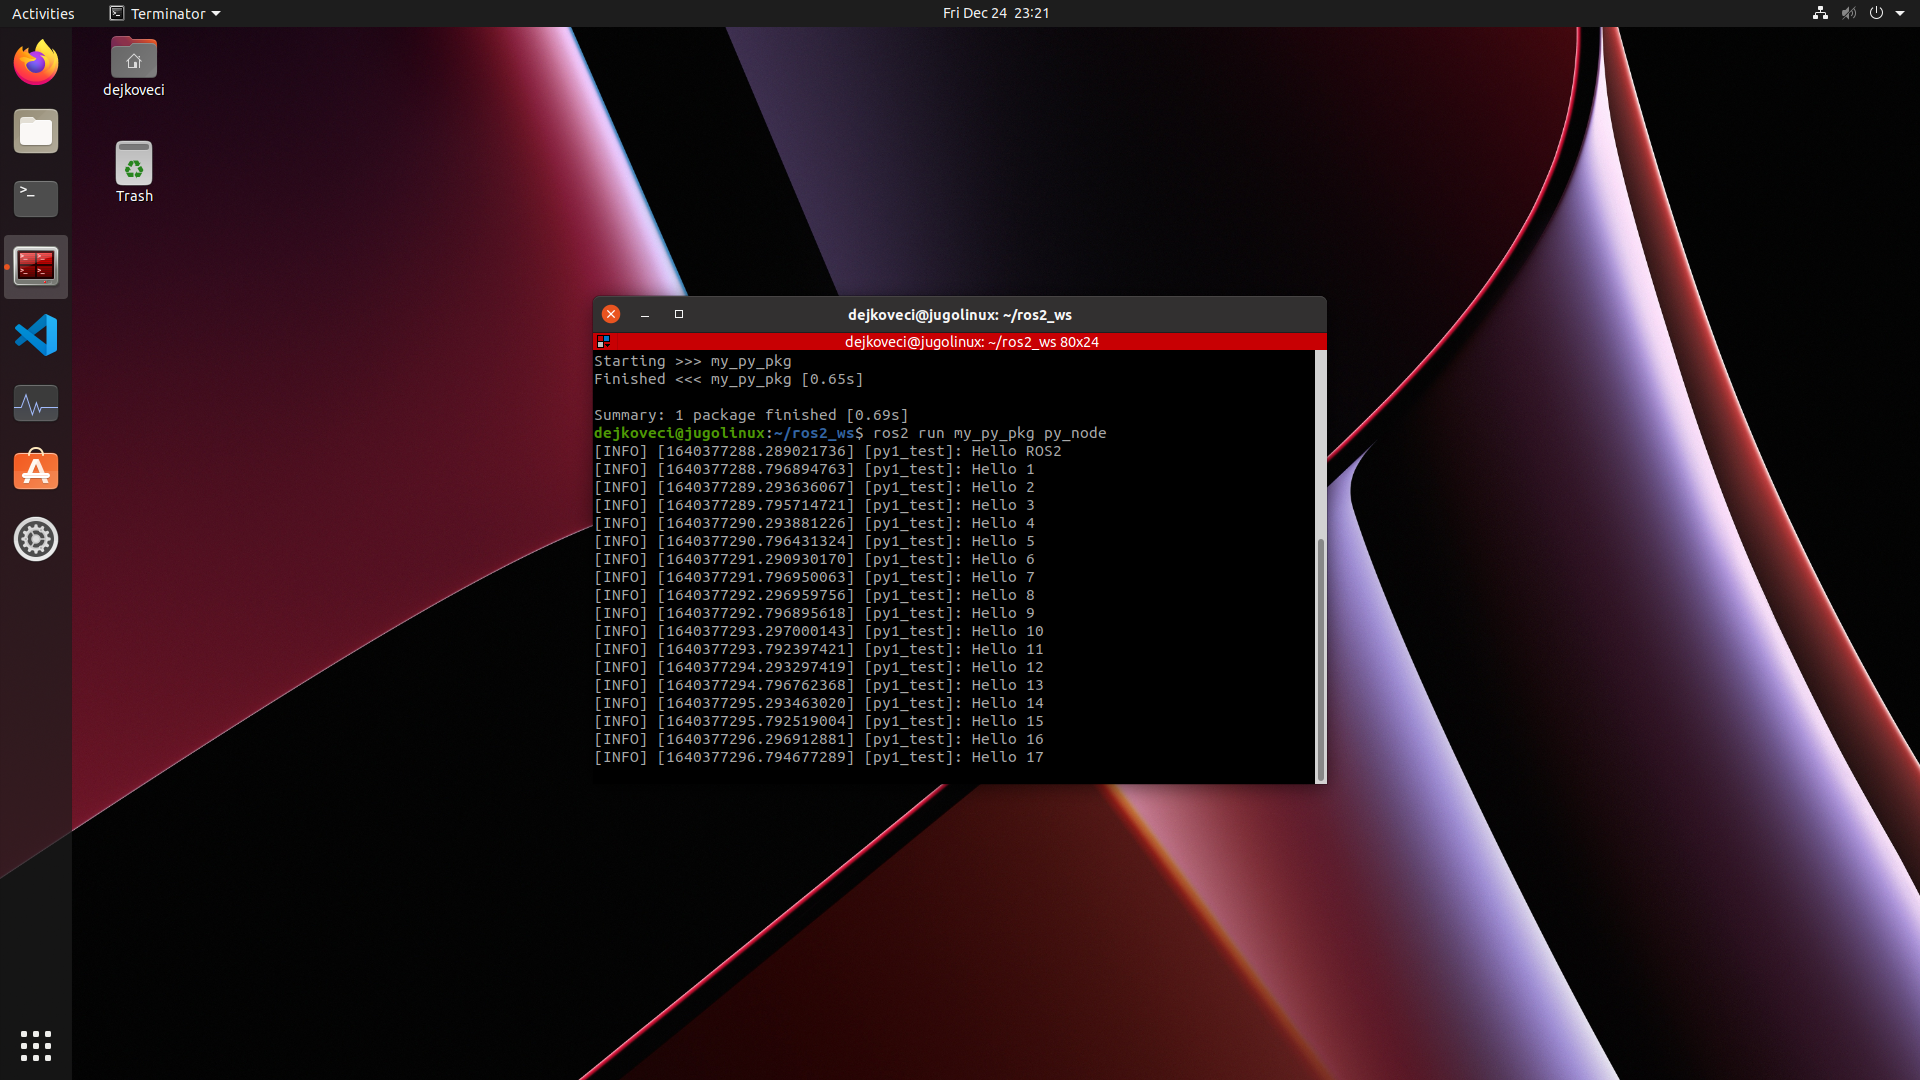 Activities
Terminator
Fri Dec 24 23:21
dejkoveci
Trash
dejkoveci@jugolinux: ~/ros2_ws
dejkoveci@jugolinux: ~/ros2_ws 80x24
Starting >>> my_py_pkg
Finished <<< my_py_pkg [0.65s]
Summary: 1 package finished [0.69s]
dejkoveci@jugolinux:~/ros2_ws$ ros2 run my_py_pkg py_node
[INFO] [1640377288.289021736] [py1_test]: Hello ROS2
[INFO] [1640377288.796894763] [py1_test]: Hello 1
[INFO] [1640377289.293636067] [py1_test]: Hello 2
[INFO] [1640377289.795714721] [py1_test]: Hello 3
[INFO] [1640377290.293881226] [py1_test]: Hello 4
[INFO] [1640377290.796431324] [py1_test]: Hello 5
[INFO] [1640377291.290930170] [py1_test]: Hello 6
[INFO] [1640377291.796950063] [py1_test]: Hello 7
[INFO] [1640377292.296959756] [py1_test]: Hello 8
[INFO] [1640377292.796895618] [py1_test]: Hello 9
[INFO] [1640377293.297000143] [py1_test]: Hello 10
[INFO] [1640377293.792397421] [py1_test]: Hello 11
[INFO] [1640377294.293297419] [py1_test]: Hello 12
[INFO] [1640377294.796762368] [py1_test]: Hello 13
[INFO] [1640377295.293463020] [py1_test]: Hello 14
[INFO] [1640377295.792519004] [py1_test]: Hello 15
[INFO] [1640377296.296912881] [py1_test]: Hello 16
[INFO] [1640377296.794677289] [py1_test]: Hello 17